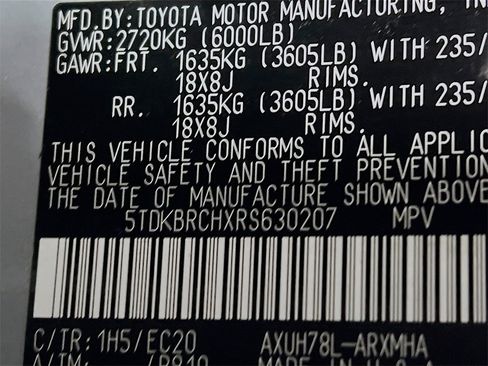 MFD.BY:TOYOTA MOTOR MANUFACTURING,
GVWR:2720KG (6000LB)
GAWR:FRT. 1635KG (3605LB) WITH 235/
18X8J RIMS.
RR. 1635KG (3605LB) WITH 235/
18X8J RIMS.
THIS VEHICLE CONFORMS TO ALL APPLIC
VEHICLE SAFETY AND THEFT PREVENTION
THE DATE OF MANUFACTURE SHOWN ABOVE
5TDKBRCHXRS630207 MPV
C/TR:1H5/EC20 AXUH78L-ARXMHA